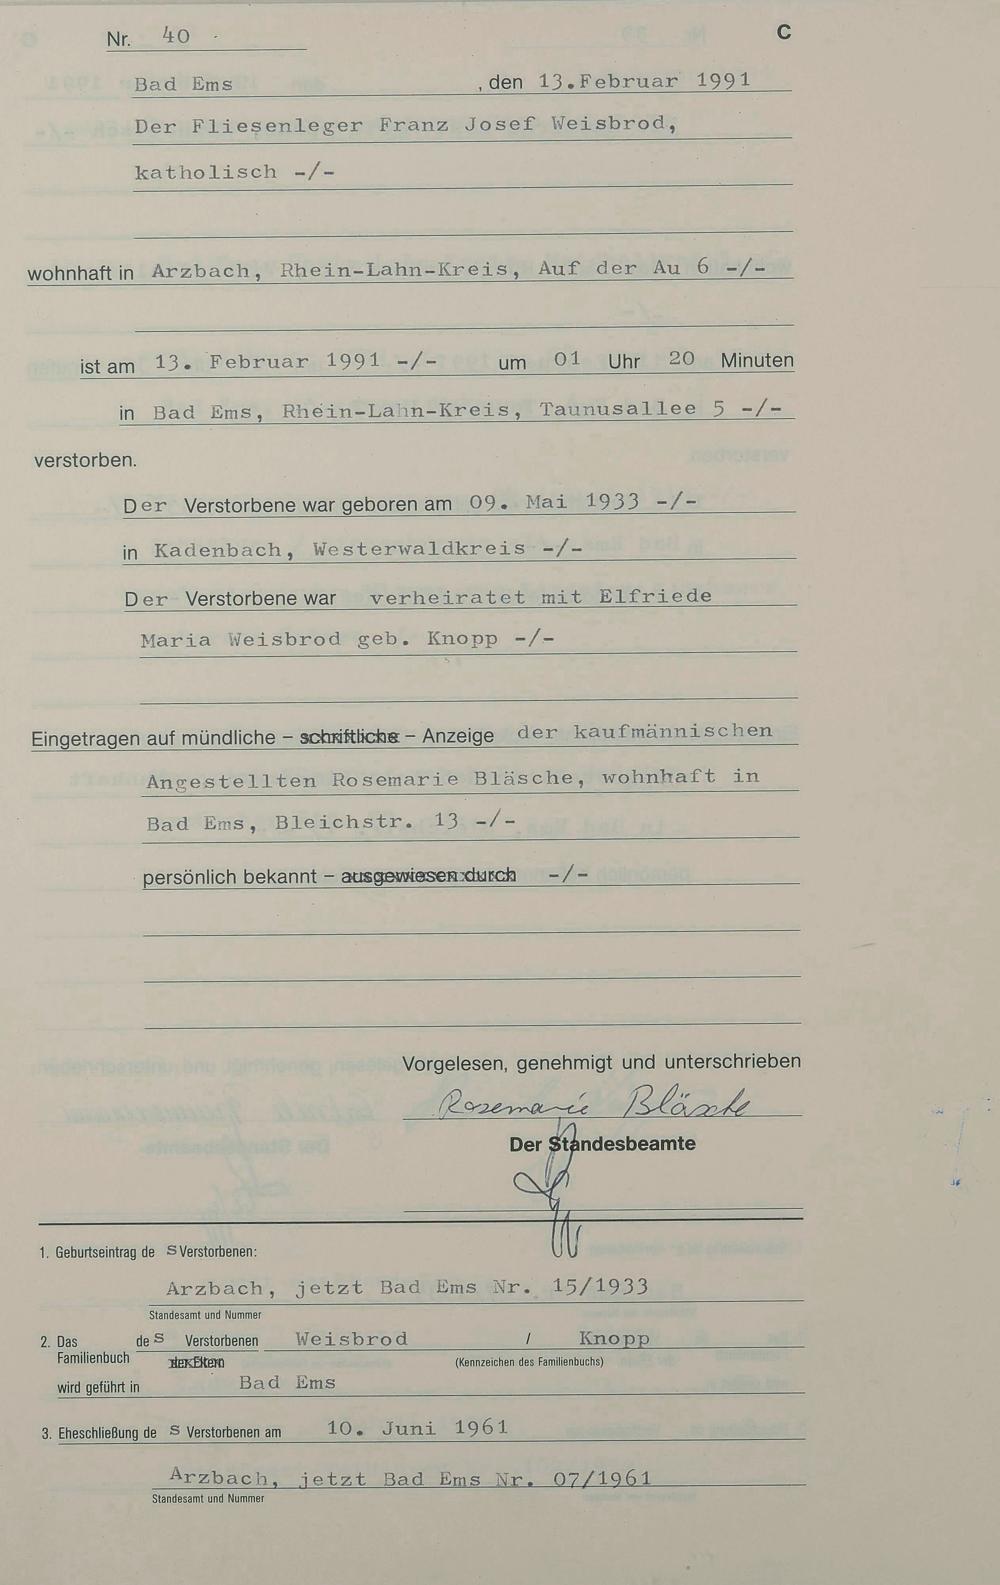 Nr. 40 C
Bad Ems , den 13.Februar 1991
Der Fliesenleger Franz Josef Weisbrod,
katholisch -/-
wohnhaft in Arzbach, Rhein-Lahn-Kreis, Auf der Au 6 -/-
ist am 13. Februar 1991 -/- um 01 Uhr 20 Minuten
in Bad Ems, Rhein-Lahn-Kreis, Taunusallee 5 -/-
verstorben.
Der Verstorbene war geboren am 09. Mai 1933 -/-
in Kadenbach, Westerwaldkreis -/-
Der Verstorbene war verheiratet mit Elfriede
Maria Weisbrod geb. Knopp -/-
Eingetragen auf mündliche – schriftliche – Anzeige der kaufmännischen
Angestellten Rosemarie Bläsche, wohnhaft in
Bad Ems, Bleichstr. 13 -/-
persönlich bekannt – ausgewiesen durch -/-
Vorgelesen, genehmigt und unterschrieben
Rosemarie Bläsche
Der Standesbeamte
1. Geburtseintrag de s Verstorbenen:
Arzbach, jetzt Bad Ems Nr. 15/1933
Standesamt und Nummer
2. Das Familienbuch de s Verstorbenen Weisbrod / Knopp
der Eltern (Kennzeichen des Familienbuchs)
wird geführt in Bad Ems
3. Eheschließung de s Verstorbenen am 10. Juni 1961
Arzbach, jetzt Bad Ems Nr. 07/1961
Standesamt und Nummer